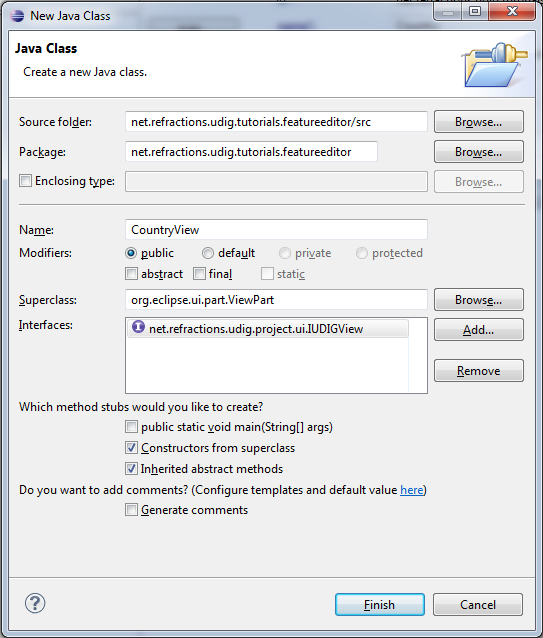 New Java Class
Java Class
Create a new Java class.
Source folder: net.refractions.udig.tutorials.featureeditor/src Browse...
Package: net.refractions.udig.tutorials.featureeditor Browse...
Enclosing type: Browse...
Name: CountryView
Modifiers: public default private protected
abstract final static
Superclass: org.eclipse.ui.part.ViewPart Browse...
Interfaces: net.refractions.udig.project.ui.IUDIGView Add...
Remove
Which method stubs would you like to create?
public static void main(String[] args)
Constructors from superclass
Inherited abstract methods
Do you want to add comments? (Configure templates and default value here)
Generate comments
Finish Cancel